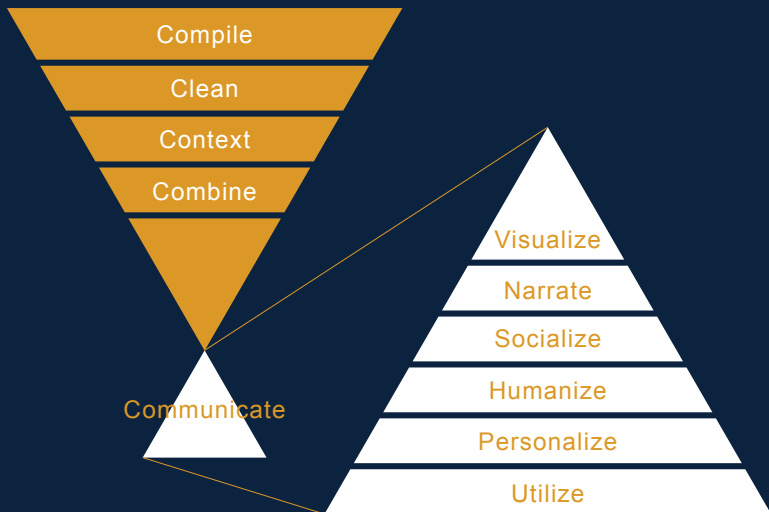 Compile
Clean
Context
Combine
Communicate
Visualize
Narrate
Socialize
Humanize
Personalize
Utilize